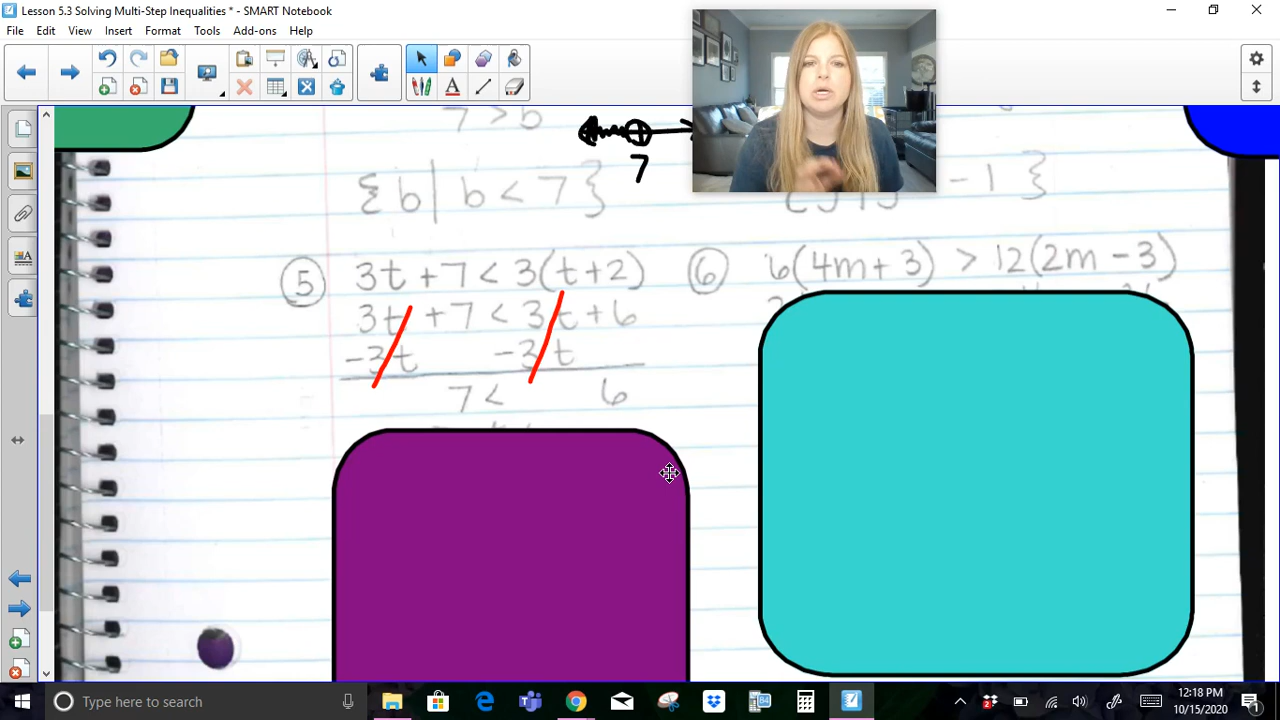 Lesson 5.3 Solving Multi-Step Inequalities * - SMART Notebook
File Edit View Insert Format Tools Add-ons Help
7 > b
7
{b| b < 7}
-1 }
⑤ 3t + 7 < 3(t + 2)
3t + 7 < 3t + 6
-3t -3t
7 < 6
⑥ 6(4m + 3) > 12(2m - 3)
Type here to search
12:18 PM
10/15/2020